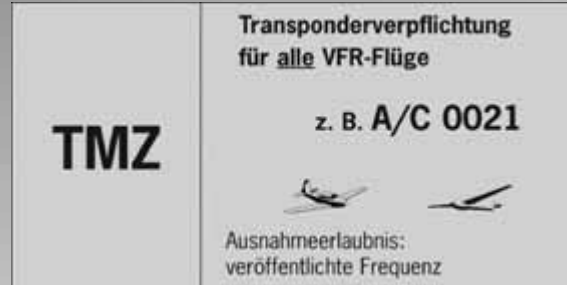 TMZ
Transponderverpflichtung
für alle VFR-Flüge
z. B. A/C 0021
Ausnahmeerlaubnis:
veröffentlichte Frequenz